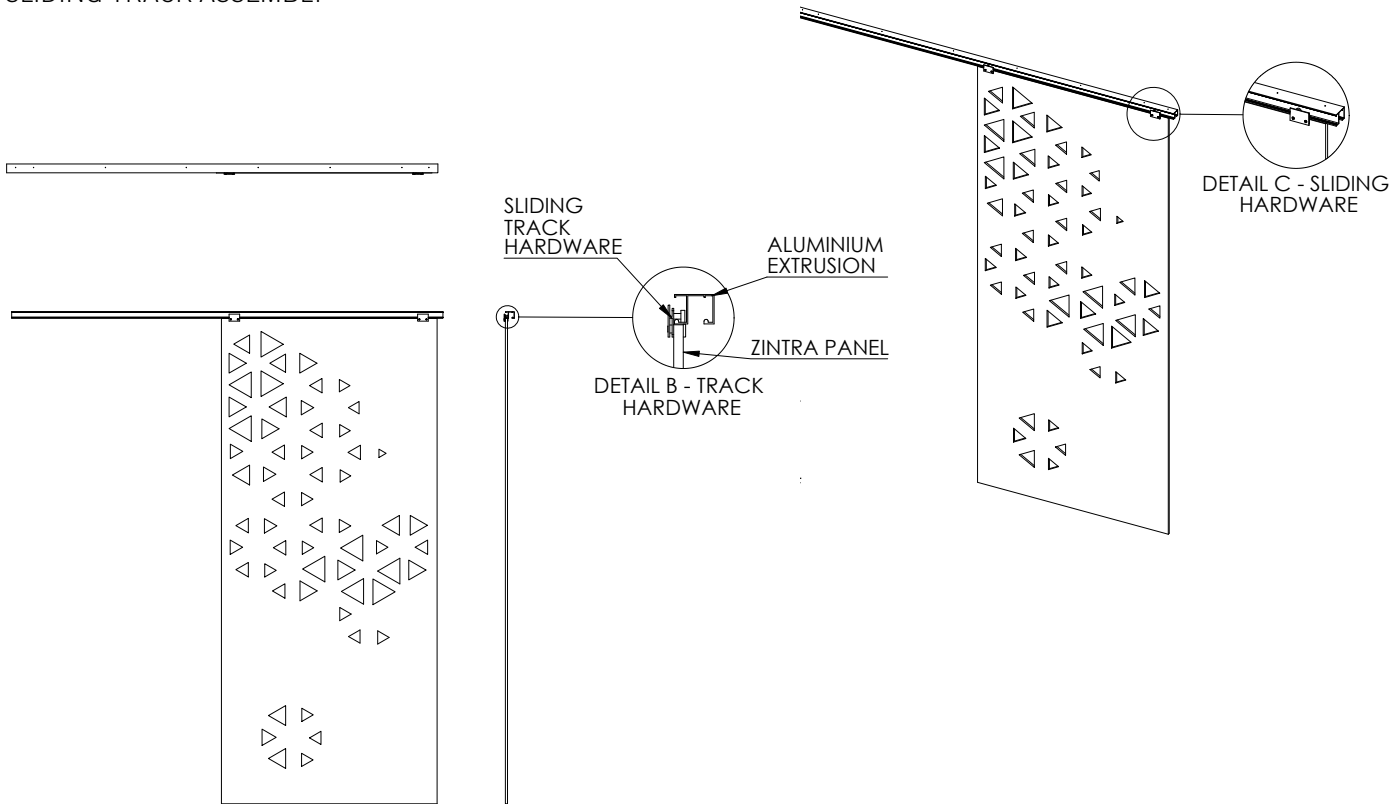 SLIDING TRACK ASSEMBLY
SLIDING
TRACK
HARDWARE
ALUMINIUM
EXTRUSION
ZINTRA PANEL
DETAIL B - TRACK
HARDWARE
DETAIL C - SLIDING
HARDWARE